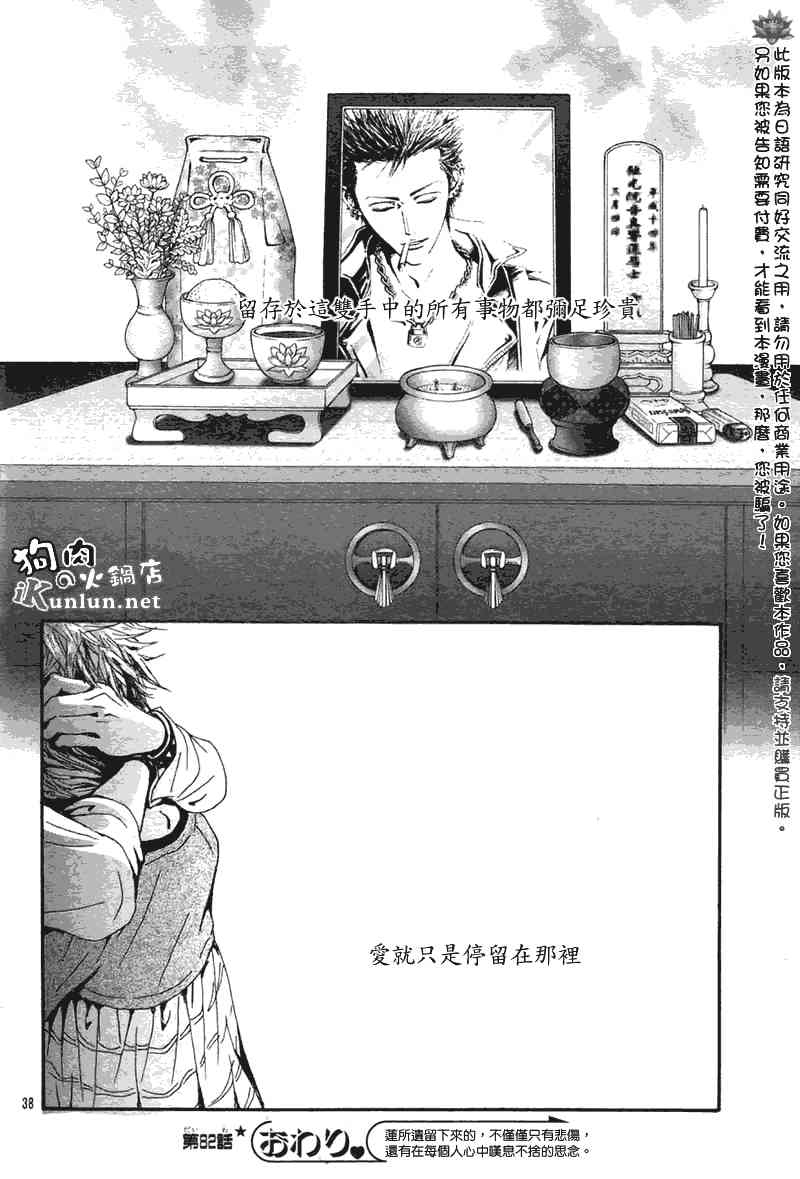 此版本為日語研究同好交流之用，請勿用於任何商業用途。如果您喜歡本作品，請支持並購買正版。
另如果您被告知需要付費，才能看到本漫畫，那麼，您被騙了！
留存於這雙手中的所有事物都彌足珍貴
狗肉の火鍋店
iKunlun.net
愛就只是停留在那裡
38
第82話★おわり
蓮所遺留下來的，不僅僅只有悲傷，
還有在每個人心中嘆息不捨的思念。